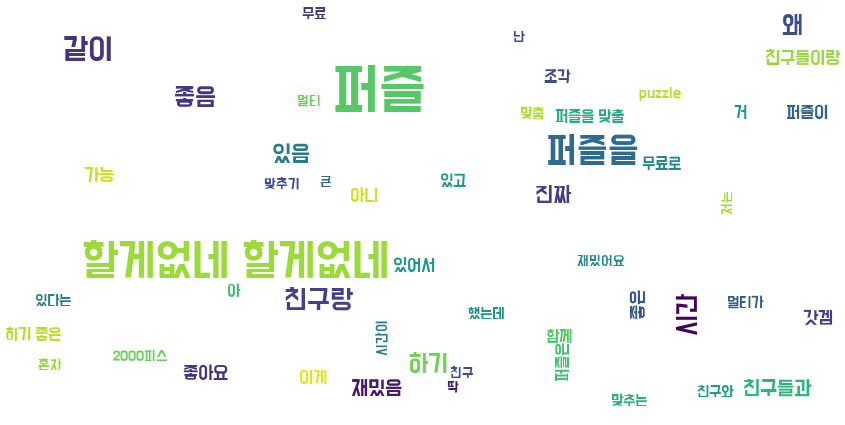 무료
왜
난
같이
친구들이랑
퍼즐
조각
좋음
puzzle
멀티
맞춤
퍼즐을 맞출
거
퍼즐이
있음
퍼즐을
무료로
가능
맞추기
큰
있고
아니
진짜
저는
할게없네 할게없네
있어서
재밌어요
아
친구랑
있다는
좋은
시간
멀티가
했는데
갓겜
하기 좋은
시간이
함께
혼자
2000피스
좋아요
이게
재밌음
하기
친구
딱
퍼즐인
친구와
친구들과
맞추는